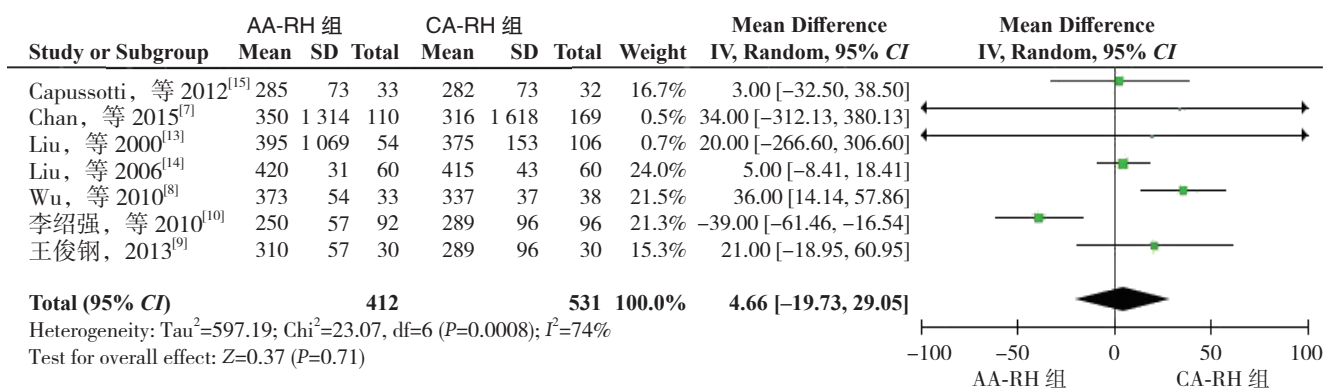 AA-RH 组 CA-RH 组 Mean Difference Mean Difference
Study or Subgroup Mean SD Total Mean SD Total Weight IV, Random, 95% CI IV, Random, 95% CI
Capussotti，等 2012[15] 285 73 33 282 73 32 16.7% 3.00 [−32.50, 38.50]
Chan，等 2015[7] 350 1 314 110 316 1 618 169 0.5% 34.00 [−312.13, 380.13]
Liu，等 2000[13] 395 1 069 54 375 153 106 0.7% 20.00 [−266.60, 306.60]
Liu，等 2006[14] 420 31 60 415 43 60 24.0% 5.00 [−8.41, 18.41]
Wu，等 2010[8] 373 54 33 337 37 38 21.5% 36.00 [14.14, 57.86]
李绍强，等 2010[10] 250 57 92 289 96 96 21.3% −39.00 [−61.46, −16.54]
王俊钢，2013[9] 310 57 30 289 96 30 15.3% 21.00 [−18.95, 60.95]
Total (95% CI) 412 531 100.0% 4.66 [−19.73, 29.05]
Heterogeneity: Tau²=597.19; Chi²=23.07, df=6 (P=0.0008); I²=74%
Test for overall effect: Z=0.37 (P=0.71)
−100 −50 0 50 100
AA-RH 组 CA-RH 组